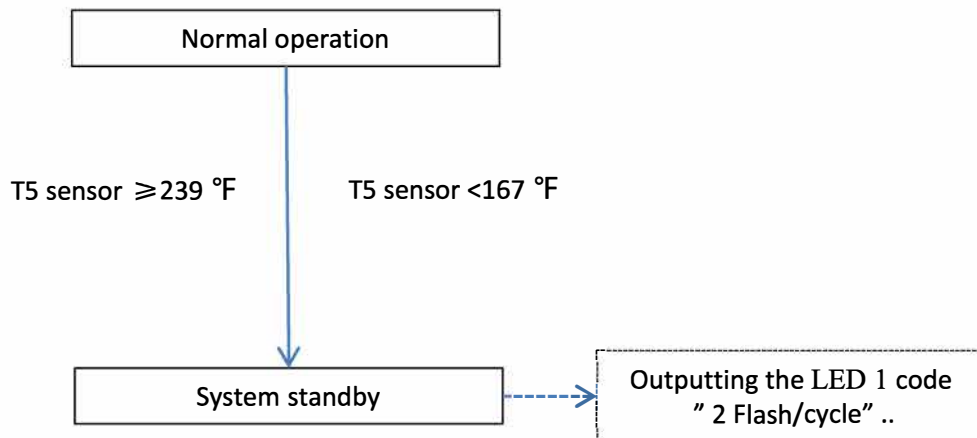 Normal operation
T5 sensor ≥239 °F
T5 sensor <167 °F
System standby
Outputting the LED 1 code
” 2 Flash/cycle” ..